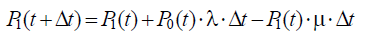 P₁(t + Δt) = P₁(t) + P₀(t)·λ·Δt − P₁(t)·μ·Δt